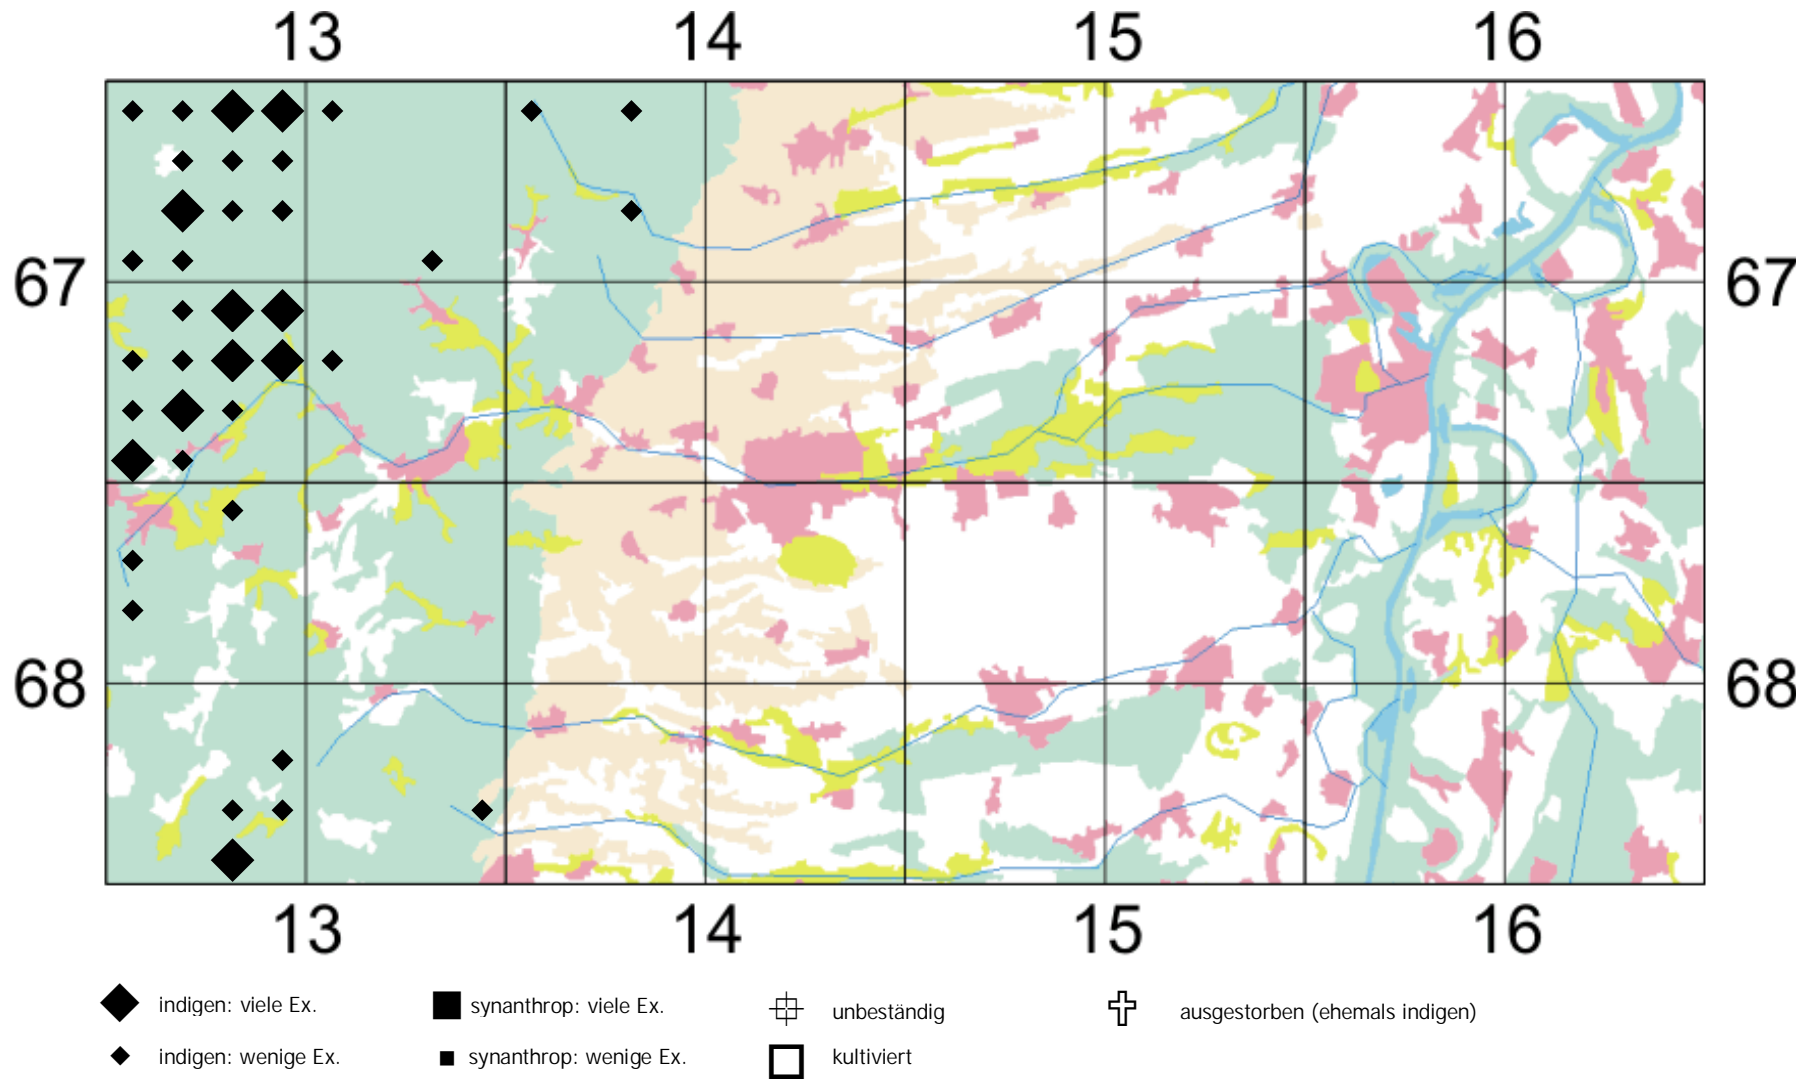 13 14 15 16
67 67
68 68
13 14 15 16
indigen: viele Ex. synanthrop: viele Ex. unbeständig ausgestorben (ehemals indigen)
indigen: wenige Ex. synanthrop: wenige Ex. kultiviert